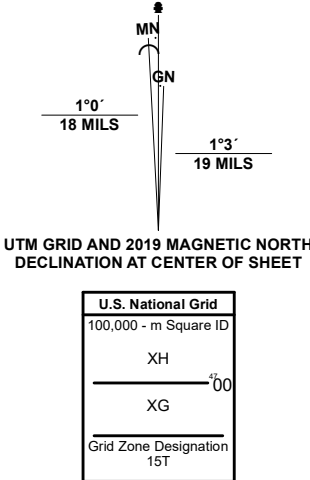 MN
GN
1°0´
18 MILS
1°3´
19 MILS
UTM GRID AND 2019 MAGNETIC NORTH
DECLINATION AT CENTER OF SHEET
U.S. National Grid
100,000 - m Square ID
XH
4700
XG
Grid Zone Designation
15T